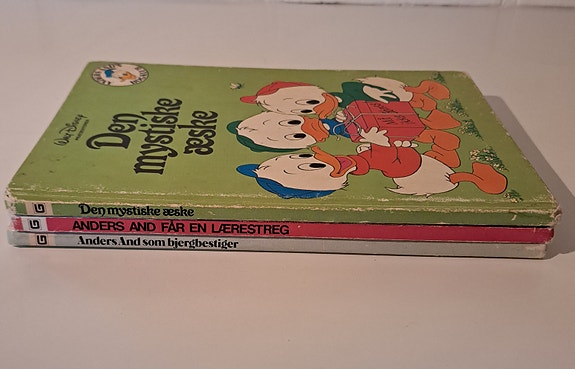 Walt Disney
Den
mystiske
æske
G Den mystiske æske
G ANDERS AND FÅR EN LÆRESTREG
G Anders And som bjergbestiger